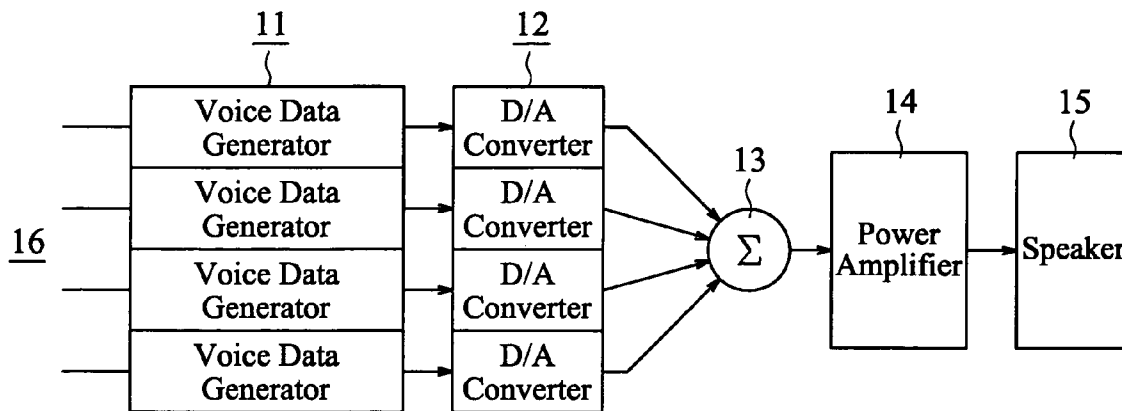 11
12
Voice Data
Generator
D/A
Converter
Voice Data
Generator
D/A
Converter
Voice Data
Generator
D/A
Converter
Voice Data
Generator
D/A
Converter
16
13
Σ
14
Power
Amplifier
15
Speaker